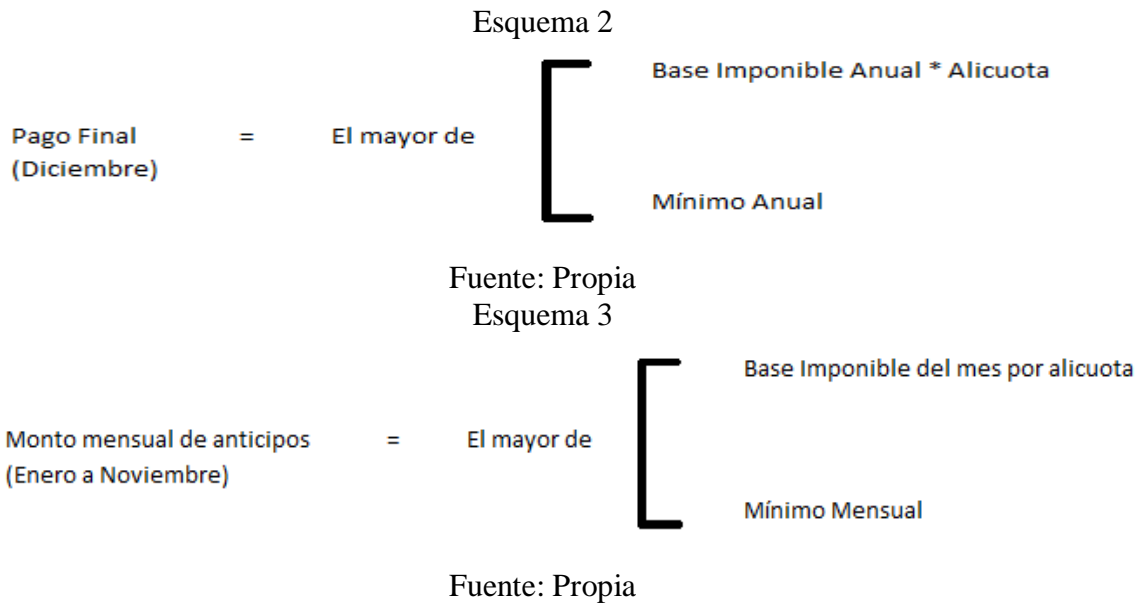 Esquema 2
Base Imponible Anual * Alicuota
Pago Final = El mayor de
(Diciembre)
Mínimo Anual
Fuente: Propia
Esquema 3
Base Imponible del mes por alicuota
Monto mensual de anticipos = El mayor de
(Enero a Noviembre)
Mínimo Mensual
Fuente: Propia